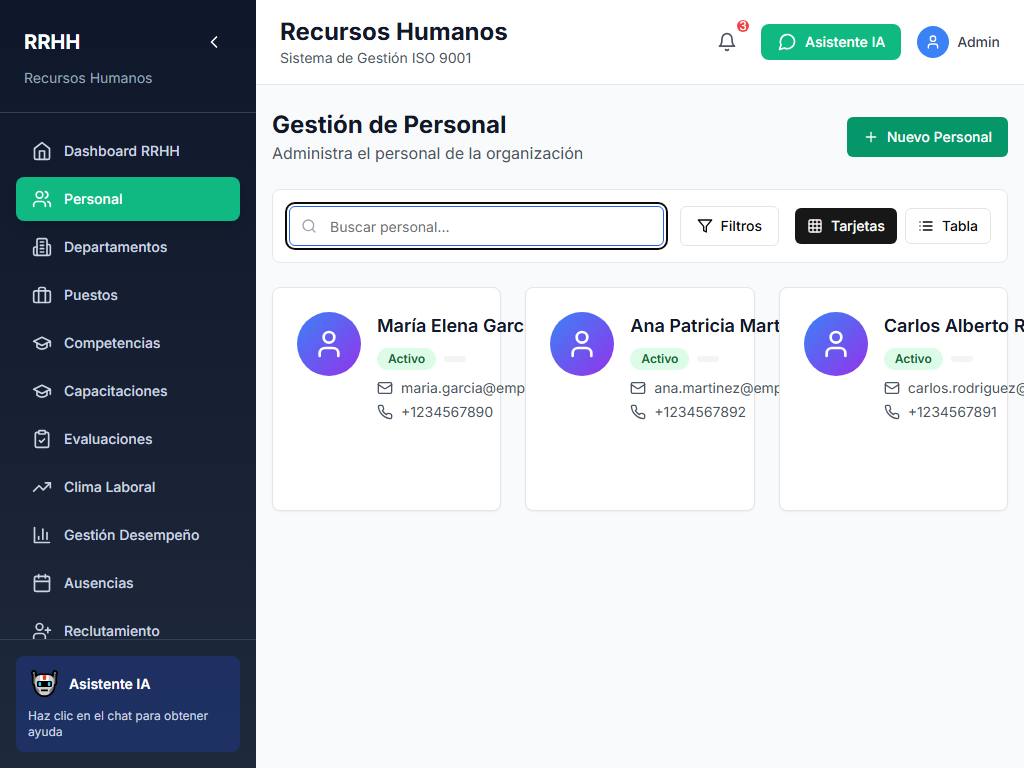 RRHH
Recursos Humanos
Dashboard RRHH
Personal
Departamentos
Puestos
Competencias
Capacitaciones
Evaluaciones
Clima Laboral
Gestión Desempeño
Ausencias
Reclutamiento
Asistente IA
Haz clic en el chat para obtener
ayuda
Recursos Humanos
Sistema de Gestión ISO 9001
3
Asistente IA
Admin
Gestión de Personal
Administra el personal de la organización
Nuevo Personal
Buscar personal...
Filtros
Tarjetas
Tabla
María Elena Garc
Activo
maria.garcia@emp
+1234567890
Ana Patricia Mart
Activo
ana.martinez@emp
+1234567892
Carlos Alberto R
Activo
carlos.rodriguez@
+1234567891